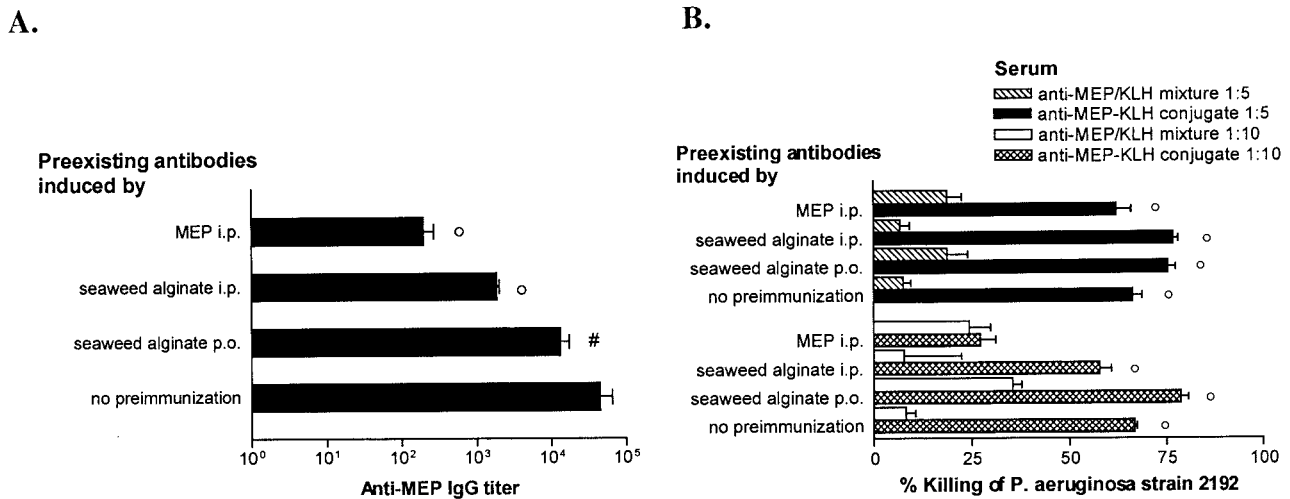 A.
Preexisting antibodies
induced by
MEP i.p.
seaweed alginate i.p.
seaweed alginate p.o.
no preimmunization
#
10⁰ 10¹ 10² 10³ 10⁴ 10⁵
Anti-MEP IgG titer
B.
Serum
anti-MEP/KLH mixture 1:5
anti-MEP-KLH conjugate 1:5
anti-MEP/KLH mixture 1:10
anti-MEP-KLH conjugate 1:10
Preexisting antibodies
induced by
MEP i.p.
seaweed alginate i.p.
seaweed alginate p.o.
no preimmunization
MEP i.p.
seaweed alginate i.p.
seaweed alginate p.o.
no preimmunization
0 25 50 75 100
% Killing of P. aeruginosa strain 2192